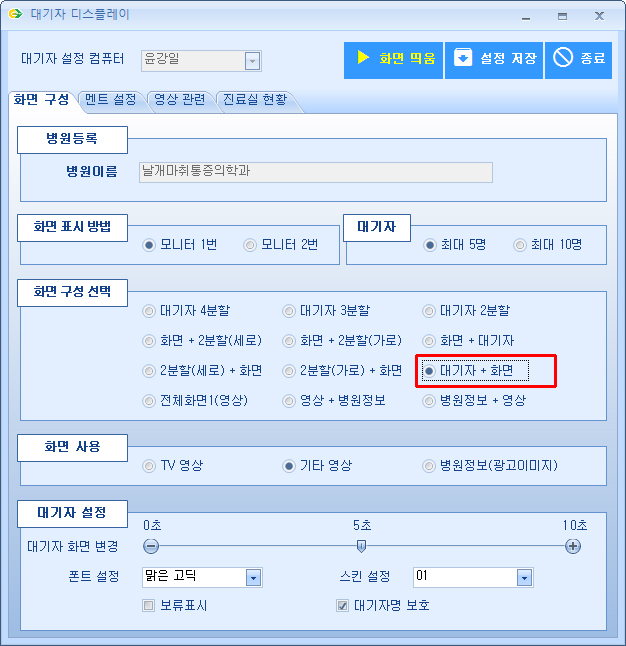 대기자 디스플레이
대기자 설정 컴퓨터 윤강일 화면 띄움 설정 저장 종료
화면 구성 멘트 설정 영상 관련 진료실 현황
병원등록
병원이름 날개마취통증의학과
화면 표시 방법 대기자
모니터 1번 모니터 2번 최대 5명 최대 10명
화면 구성 선택
대기자 4분할 대기자 3분할 대기자 2분할
화면 + 2분할(세로) 화면 + 2분할(가로) 화면 + 대기자
2분할(세로) + 화면 2분할(가로) + 화면 대기자 + 화면
전체화면1(영상) 영상 + 병원정보 병원정보 + 영상
화면 사용
TV 영상 기타 영상 병원정보(광고이미지)
대기자 설정
0초 5초 10초
대기자 화면 변경
폰트 설정 맑은 고딕 스킨 설정 01
보류표시 대기자명 보호